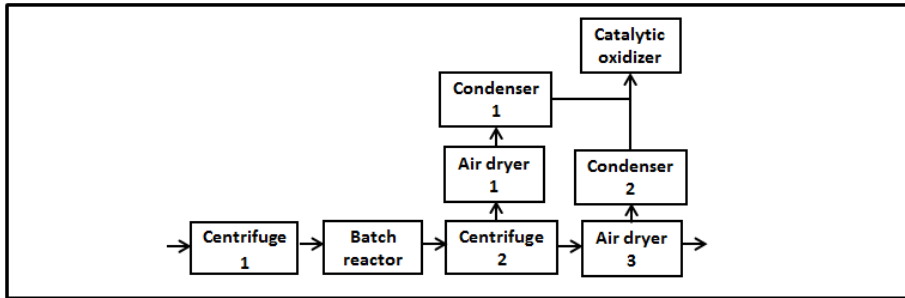 Catalytic
oxidizer
Condenser
1
Air dryer
1
Condenser
2
Centrifuge
1
Batch
reactor
Centrifuge
2
Air dryer
3